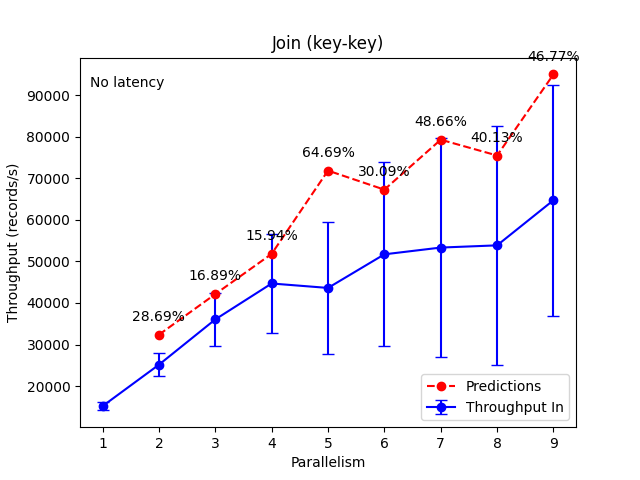 Join (key-key)
No latency
46.77%
48.66%
40.13%
64.69%
30.09%
15.94%
16.89%
28.69%
90000
80000
70000
60000
50000
40000
30000
20000
Throughput (records/s)
Predictions
Throughput In
1 2 3 4 5 6 7 8 9
Parallelism